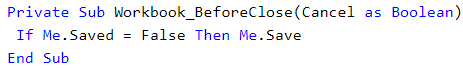 Private Sub Workbook_BeforeClose(Cancel as Boolean)
If Me.Saved = False Then Me.Save
End Sub